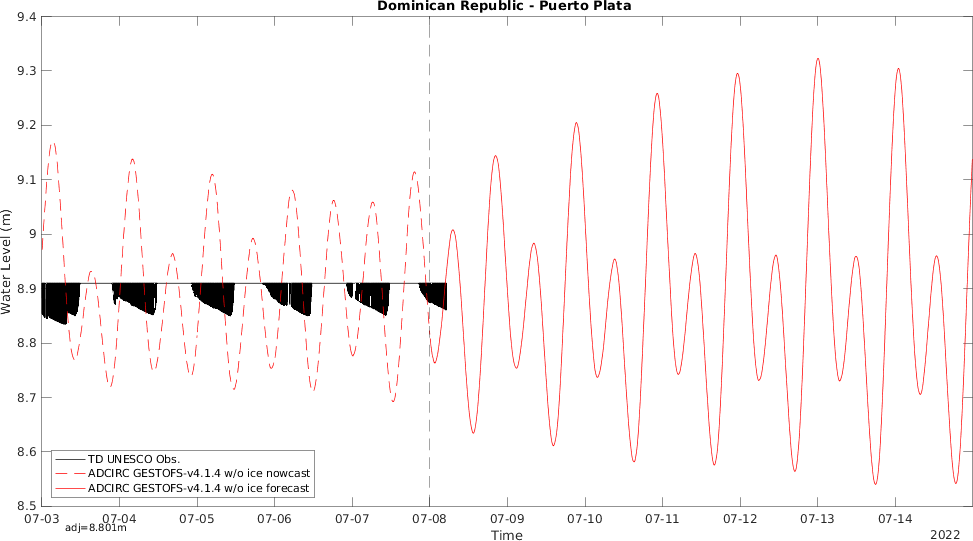 Dominican Republic - Puerto Plata
9.4
9.3
9.2
9.1
9
8.9
8.8
8.7
8.6
8.5
Water Level (m)
TD UNESCO Obs.
ADCIRC GESTOFS-v4.1.4 w/o ice nowcast
ADCIRC GESTOFS-v4.1.4 w/o ice forecast
07-03 07-04 07-05 07-06 07-07 07-08 07-09 07-10 07-11 07-12 07-13 07-14
adj=8.801m
Time
2022